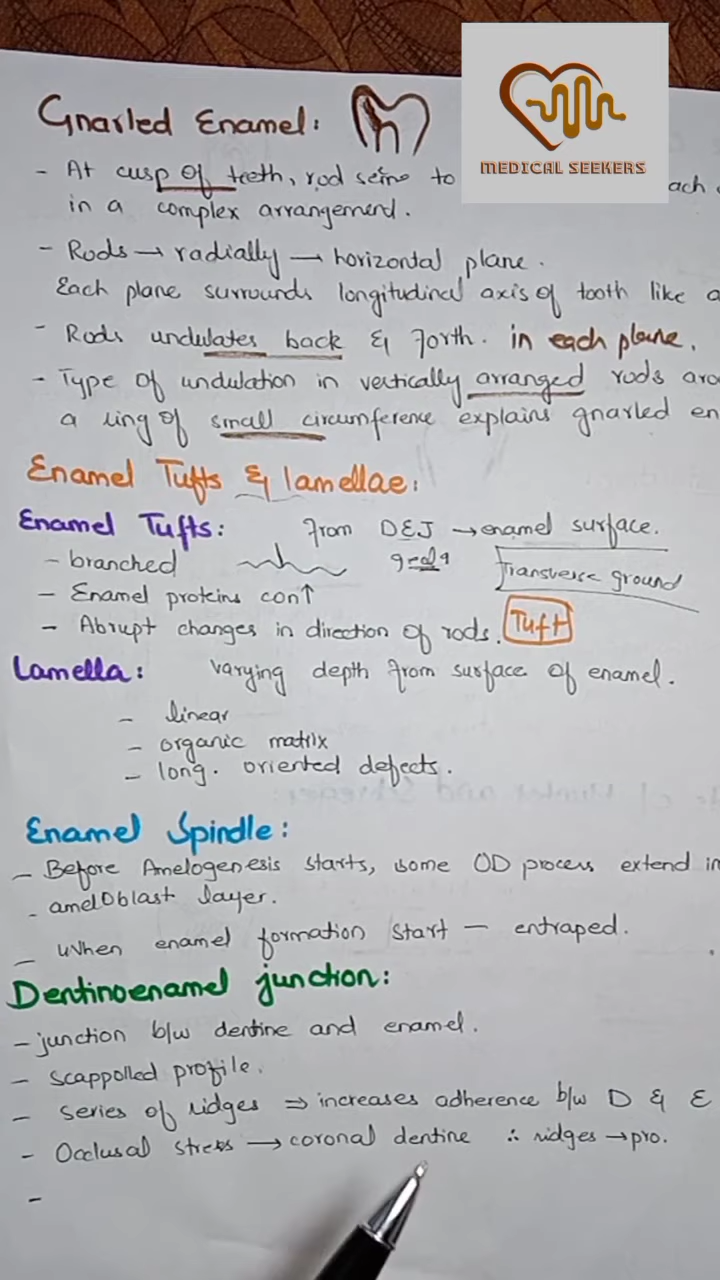 Gnarled Enamel:
MEDICAL SEEKERS
- At cusp of teeth, rod seems to ach
in a complex arrangement.
- Rods → radially → horizontal plane.
Each plane surrounds longitudinal axis of tooth like a
- Rods undulates back & forth. in each plane.
- Type of undulation in vertically arranged rods aro
a ring of small circumference explains gnarled en
Enamel Tufts & lamellae:
Enamel Tufts: from DEJ → enamel surface.
- branched Transverse ground
- Enamel proteins con↑
- Abrupt changes in direction of rods. Tuft
Lamella: varying depth from surface of enamel.
- linear
- organic matrix
- long. oriented defects.
Enamel Spindle:
- Before Amelogenesis starts, some OD process extend in
- ameloblast layer.
- When enamel formation start - entraped.
Dentinoenamel junction:
- junction b/w dentine and enamel.
- scappolled profile.
- series of ridges ⇒ increases adherence b/w D & E
- Occlusal stress → coronal dentine ∴ ridges → pro.
-